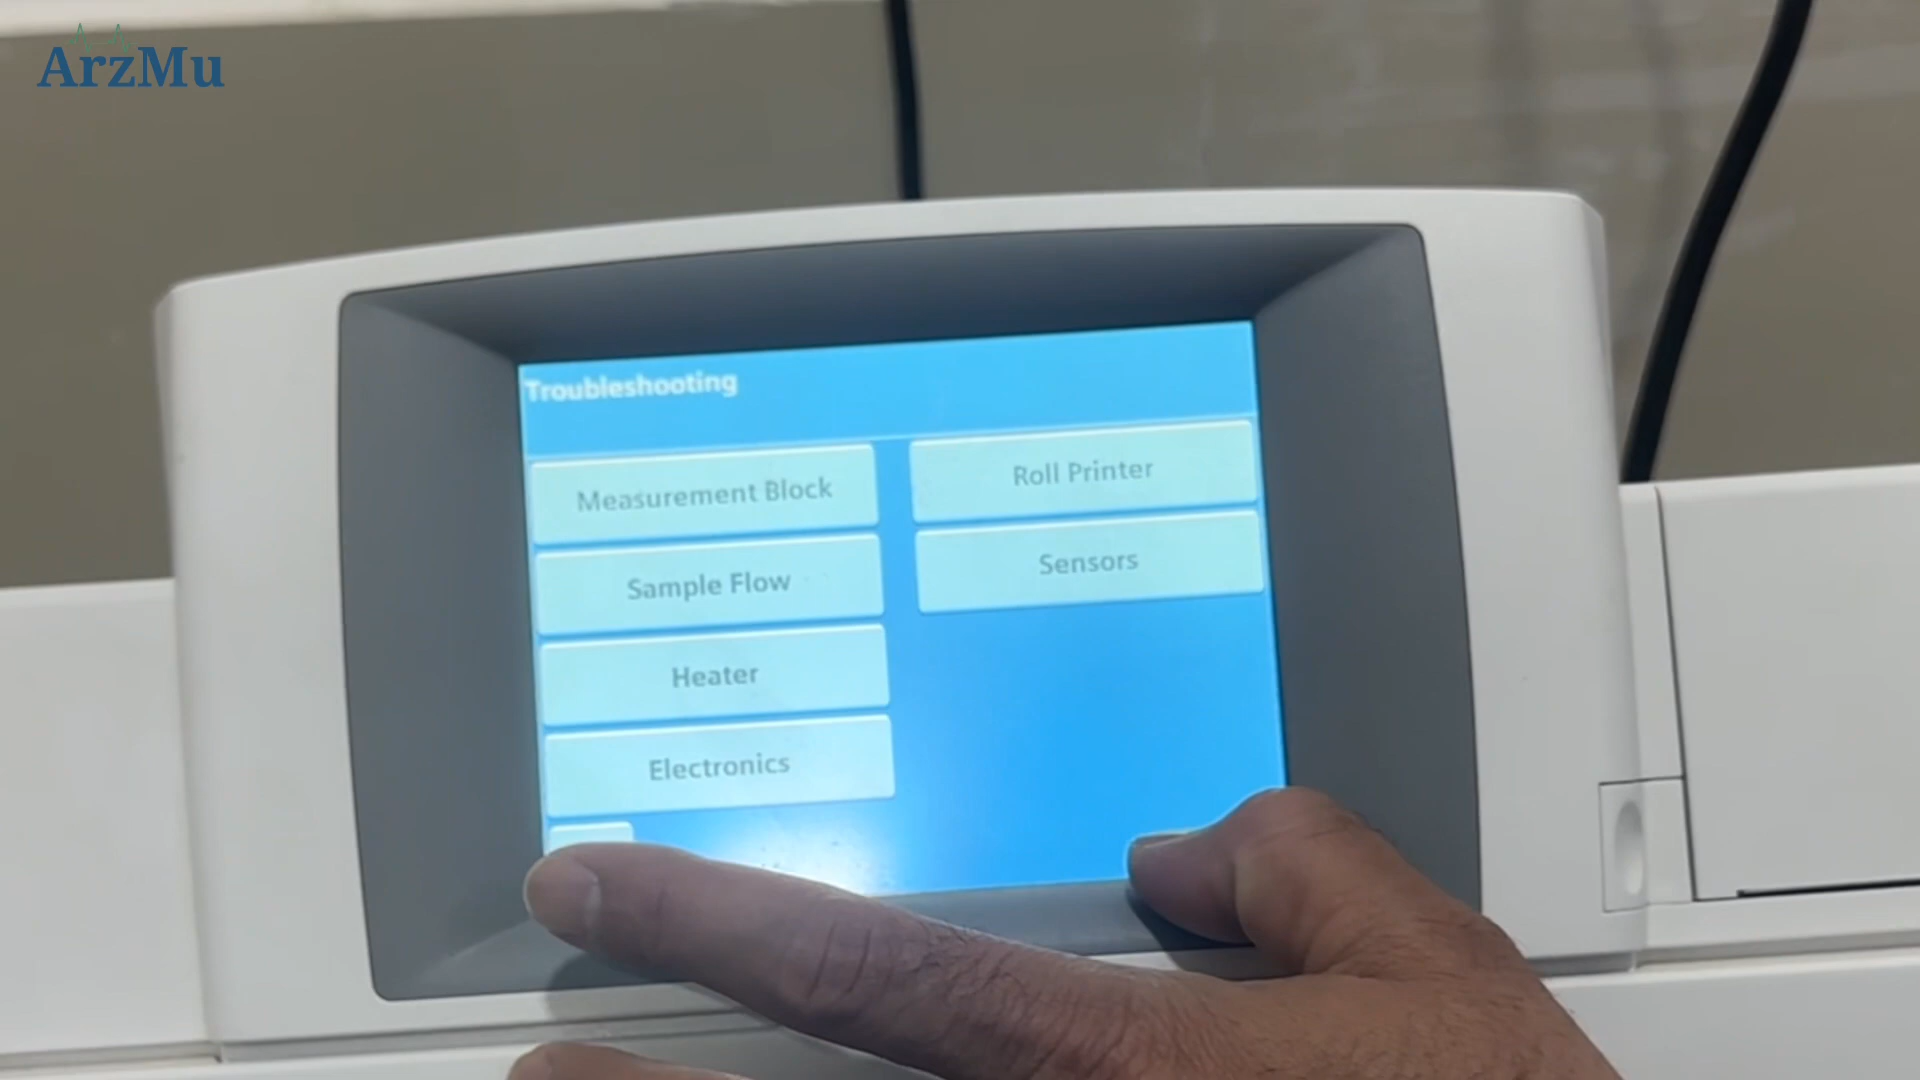 ArzMu
Troubleshooting
Measurement Block
Sample Flow
Heater
Electronics
Roll Printer
Sensors